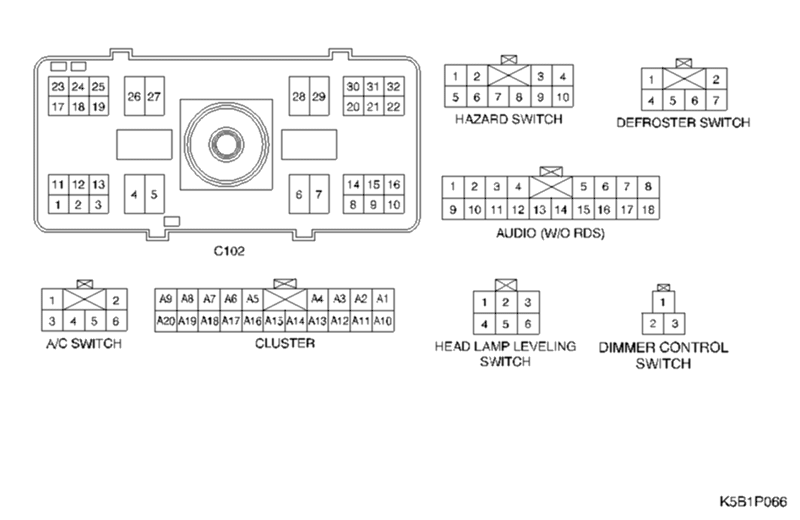 23 24 25 26 27 28 29 30 31 32
17 18 19 20 21 22
11 12 13 4 5 6 7 14 15 16
1 2 3 8 9 10
C102
1 2 3 4
5 6 7 8 9 10
HAZARD SWITCH
1 2
4 5 6 7
DEFROSTER SWITCH
1 2 3 4 5 6 7 8
9 10 11 12 13 14 15 16 17 18
AUDIO (W/O RDS)
1 2
3 4 5 6
A/C SWITCH
A9 A8 A7 A6 A5 A4 A3 A2 A1
A20 A19 A18 A17 A16 A15 A14 A13 A12 A11 A10
CLUSTER
1 2 3
4 5 6
HEAD LAMP LEVELING
SWITCH
1
2 3
DIMMER CONTROL
SWITCH
K5B1P066